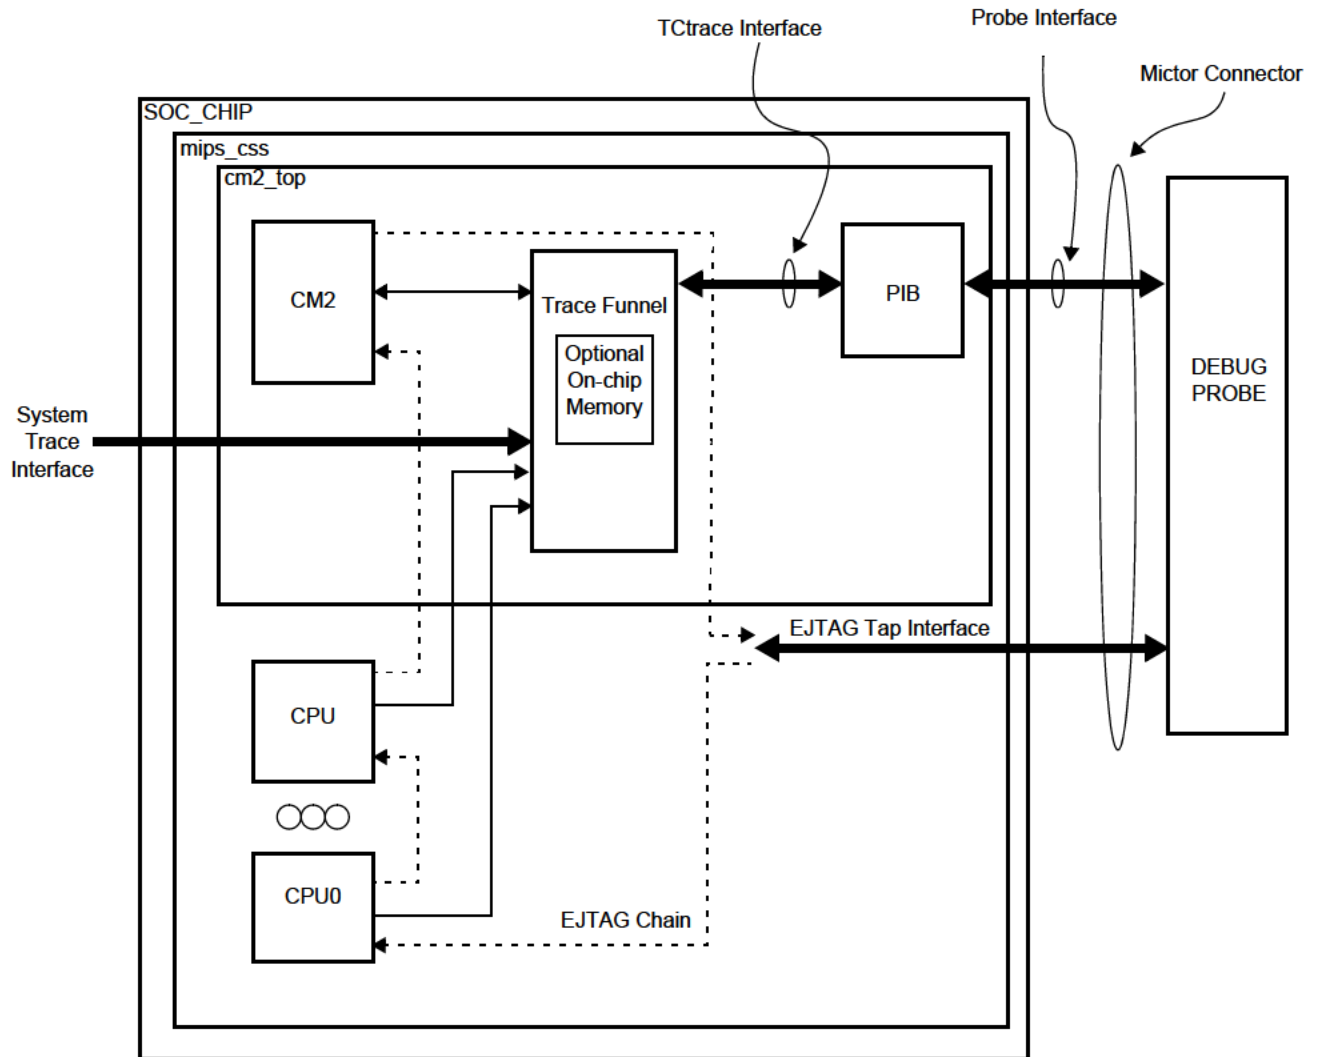 Probe Interface
TCtrace Interface
Mictor Connector
SOC_CHIP
mips_css
cm2_top
CM2
Trace Funnel
PIB
Optional
On-chip
Memory
DEBUG
PROBE
System
Trace
Interface
EJTAG Tap Interface
CPU
CPU0
EJTAG Chain